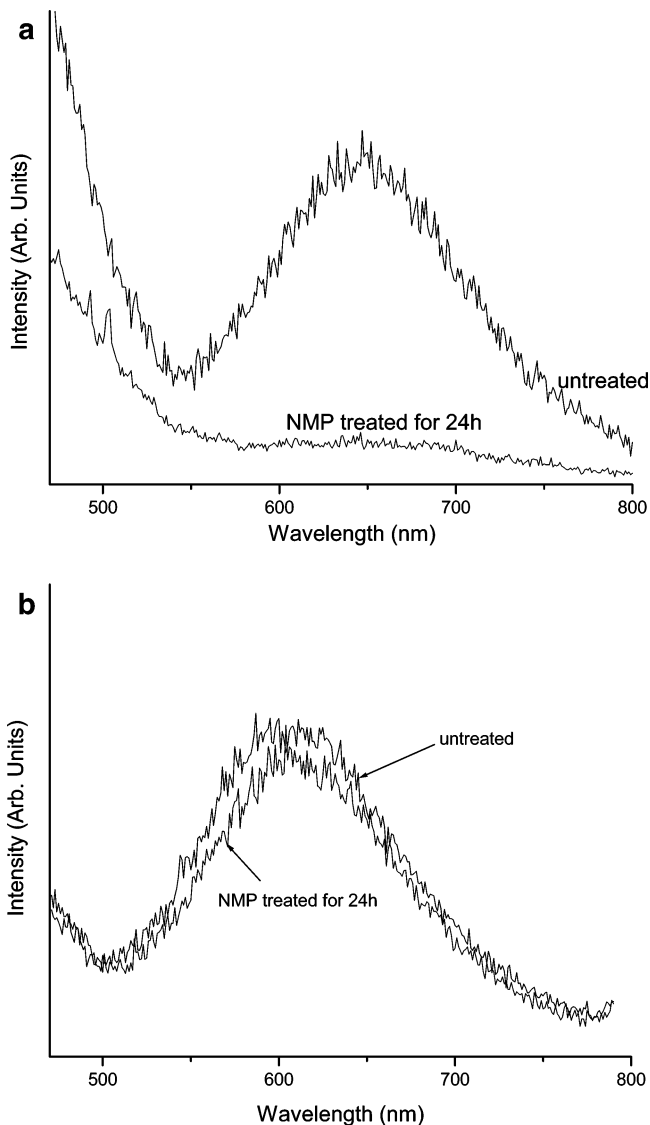 a
Intensity (Arb. Units)
untreated
NMP treated for 24h
500
600
700
800
Wavelength (nm)
b
Intensity (Arb. Units)
untreated
NMP treated for 24h
500
600
700
800
Wavelength (nm)